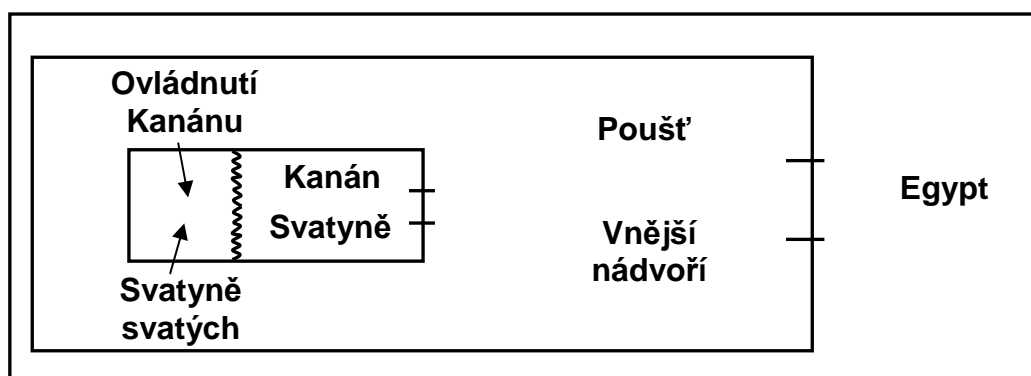 Ovládnutí
Kanánu
Poušť
Kanán
Egypt
Svatyně
Vnější
nádvoří
Svatyně
svatých